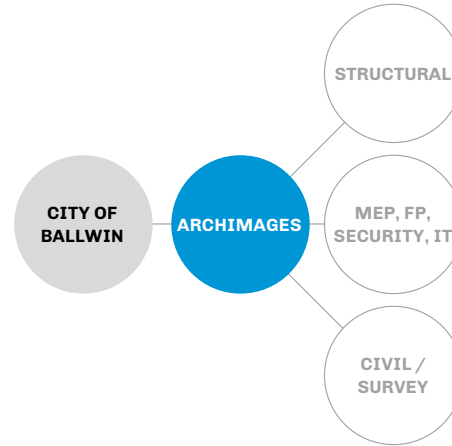 STRUCTURAL
CITY OF
BALLWIN
ARCHIMAGES
MEP, FP,
SECURITY, IT
CIVIL /
SURVEY